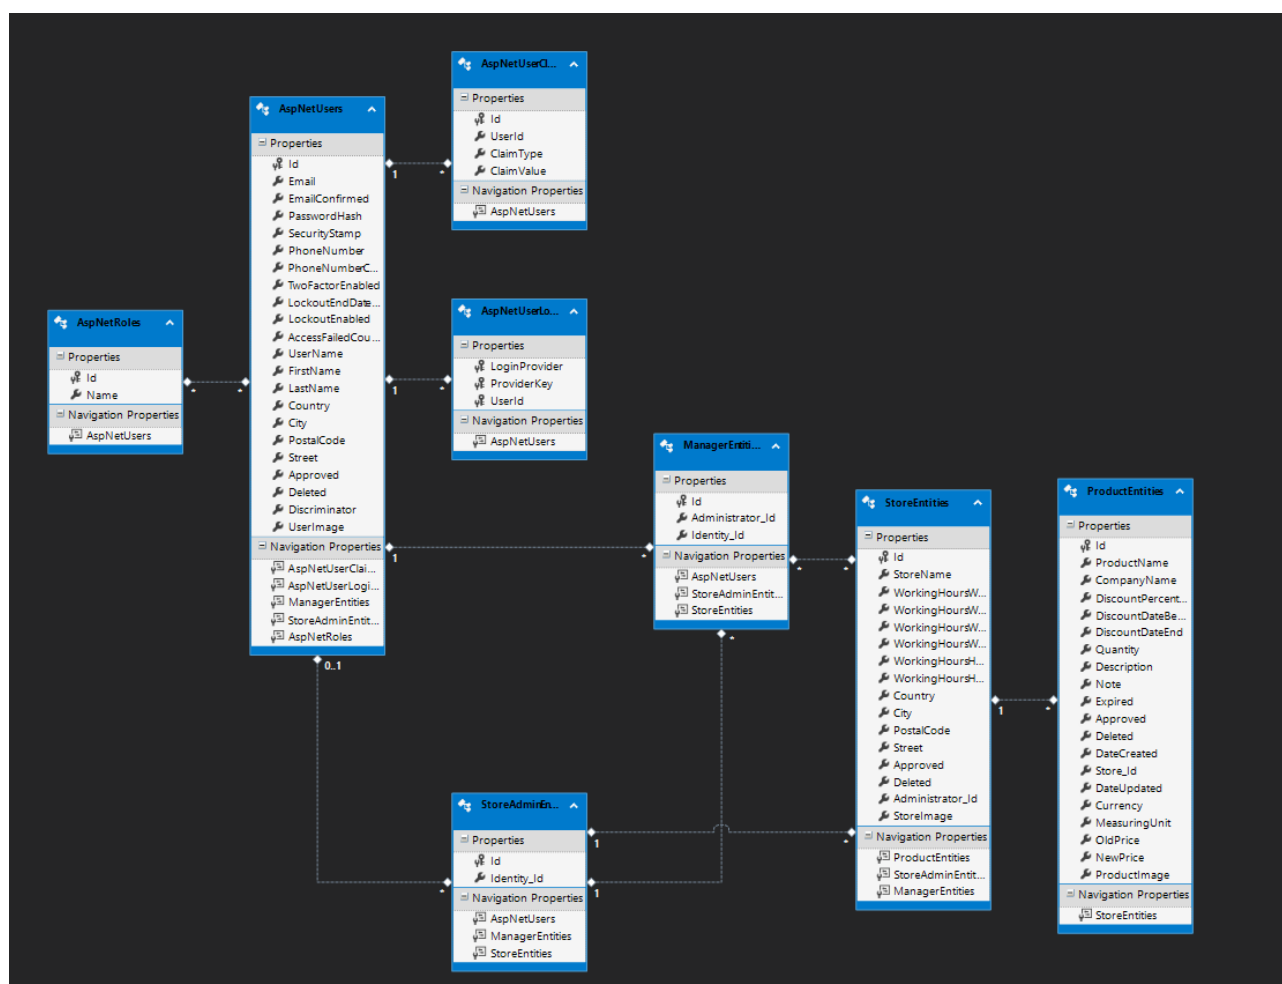 AspNetRoles
Properties
Id
Name
Navigation Properties
AspNetUsers
*
*
AspNetUsers
Properties
Id
Email
EmailConfirmed
PasswordHash
SecurityStamp
PhoneNumber
PhoneNumberC...
TwoFactorEnabled
LockoutEndDate...
LockoutEnabled
AccessFailedCou...
UserName
FirstName
LastName
Country
City
PostalCode
Street
Approved
Deleted
Discriminator
UserImage
Navigation Properties
AspNetUserClai...
AspNetUserLogi...
ManagerEntities
StoreAdminEntit...
AspNetRoles
1
*
1
*
1
*
0..1
*
AspNetUserCl...
Properties
Id
UserId
ClaimType
ClaimValue
Navigation Properties
AspNetUsers
AspNetUserLo...
Properties
LoginProvider
ProviderKey
UserId
Navigation Properties
AspNetUsers
StoreAdminEn...
Properties
Id
Identity_Id
Navigation Properties
AspNetUsers
ManagerEntities
StoreEntities
1
*
1
*
ManagerEntiti...
Properties
Id
Administrator_Id
Identity_Id
Navigation Properties
AspNetUsers
StoreAdminEntit...
StoreEntities
*
*
StoreEntities
Properties
Id
StoreName
WorkingHoursW...
WorkingHoursW...
WorkingHoursW...
WorkingHoursW...
WorkingHoursH...
WorkingHoursH...
Country
City
PostalCode
Street
Approved
Deleted
Administrator_Id
StoreImage
Navigation Properties
ProductEntities
StoreAdminEntit...
ManagerEntities
1
*
ProductEntities
Properties
Id
ProductName
CompanyName
DiscountPercent...
DiscountDateBe...
DiscountDateEnd
Quantity
Description
Note
Expired
Approved
Deleted
DateCreated
Store_Id
DateUpdated
Currency
MeasuringUnit
OldPrice
NewPrice
ProductImage
Navigation Properties
StoreEntities